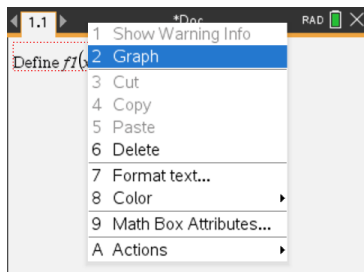 1.1 *Doc RAD
Define f1(x
1 Show Warning Info
2 Graph
3 Cut
4 Copy
5 Paste
6 Delete
7 Format text...
8 Color
9 Math Box Attributes...
A Actions